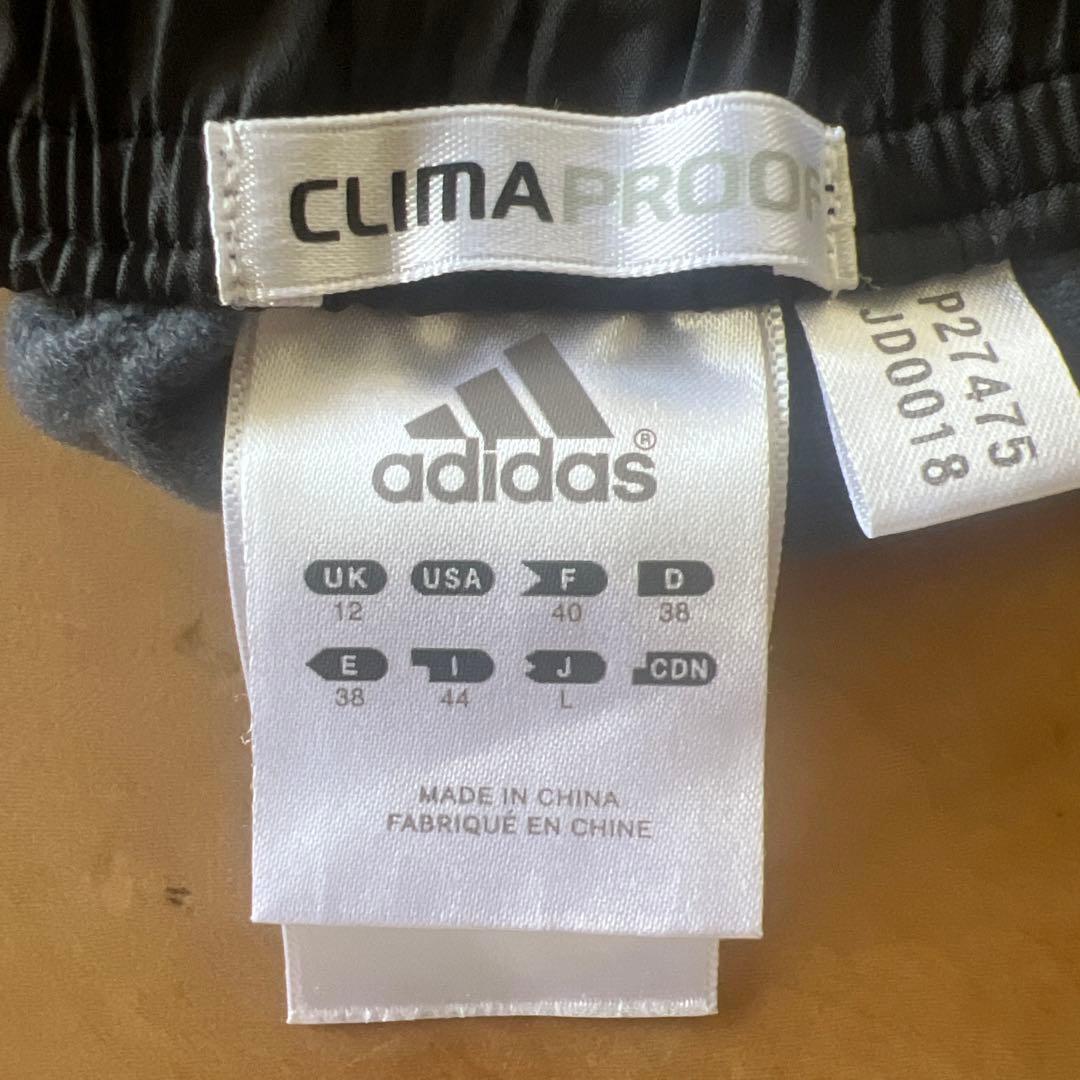 CLIMAPROOF
P27475
JD0018
adidas®
UK USA F D
12 40 38
E I J CDN
38 44 L
MADE IN CHINA
FABRIQUÉ EN CHINE